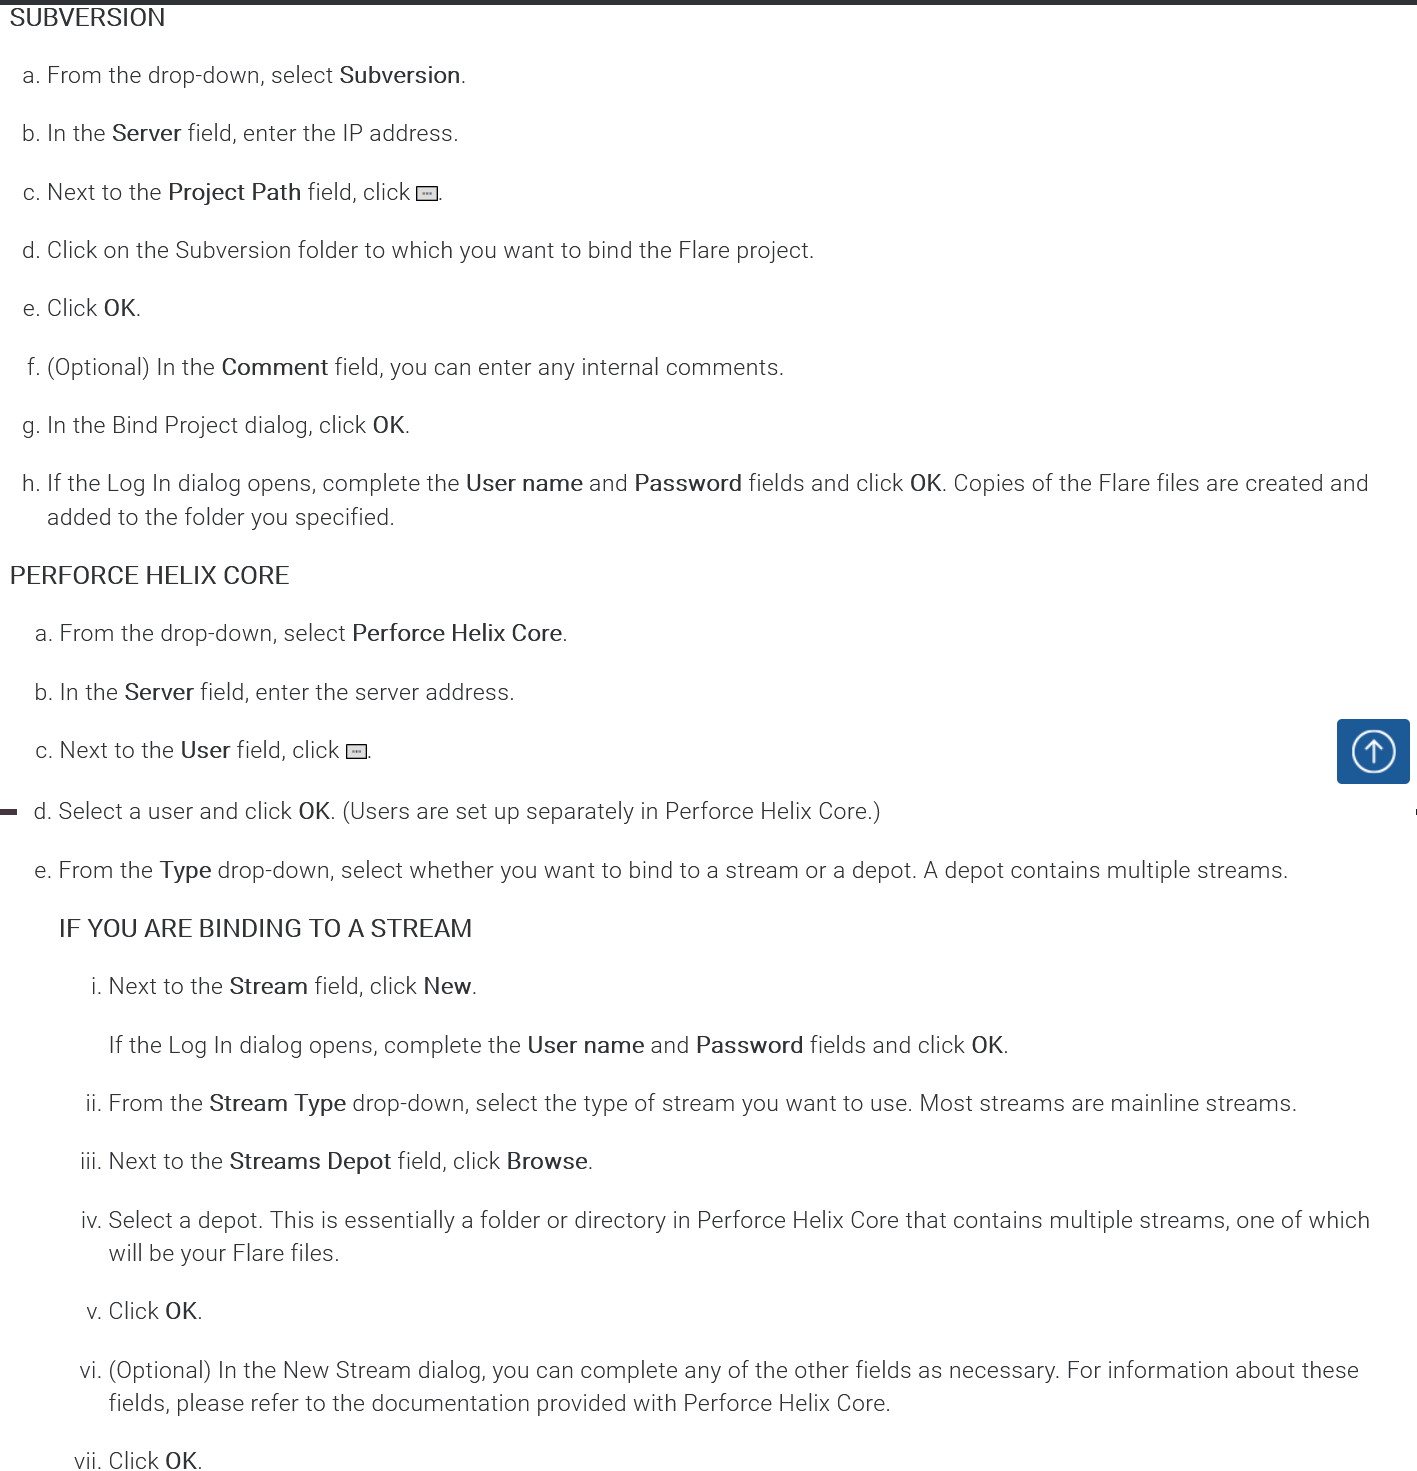 SUBVERSION
a. From the drop-down, select Subversion.
b. In the Server field, enter the IP address.
c. Next to the Project Path field, click .
d. Click on the Subversion folder to which you want to bind the Flare project.
e. Click OK.
f. (Optional) In the Comment field, you can enter any internal comments.
g. In the Bind Project dialog, click OK.
h. If the Log In dialog opens, complete the User name and Password fields and click OK. Copies of the Flare files are created and
added to the folder you specified.
PERFORCE HELIX CORE
a. From the drop-down, select Perforce Helix Core.
b. In the Server field, enter the server address.
c. Next to the User field, click .
d. Select a user and click OK. (Users are set up separately in Perforce Helix Core.)
e. From the Type drop-down, select whether you want to bind to a stream or a depot. A depot contains multiple streams.
IF YOU ARE BINDING TO A STREAM
i. Next to the Stream field, click New.
If the Log In dialog opens, complete the User name and Password fields and click OK.
ii. From the Stream Type drop-down, select the type of stream you want to use. Most streams are mainline streams.
iii. Next to the Streams Depot field, click Browse.
iv. Select a depot. This is essentially a folder or directory in Perforce Helix Core that contains multiple streams, one of which
will be your Flare files.
v. Click OK.
vi. (Optional) In the New Stream dialog, you can complete any of the other fields as necessary. For information about these
fields, please refer to the documentation provided with Perforce Helix Core.
vii. Click OK.